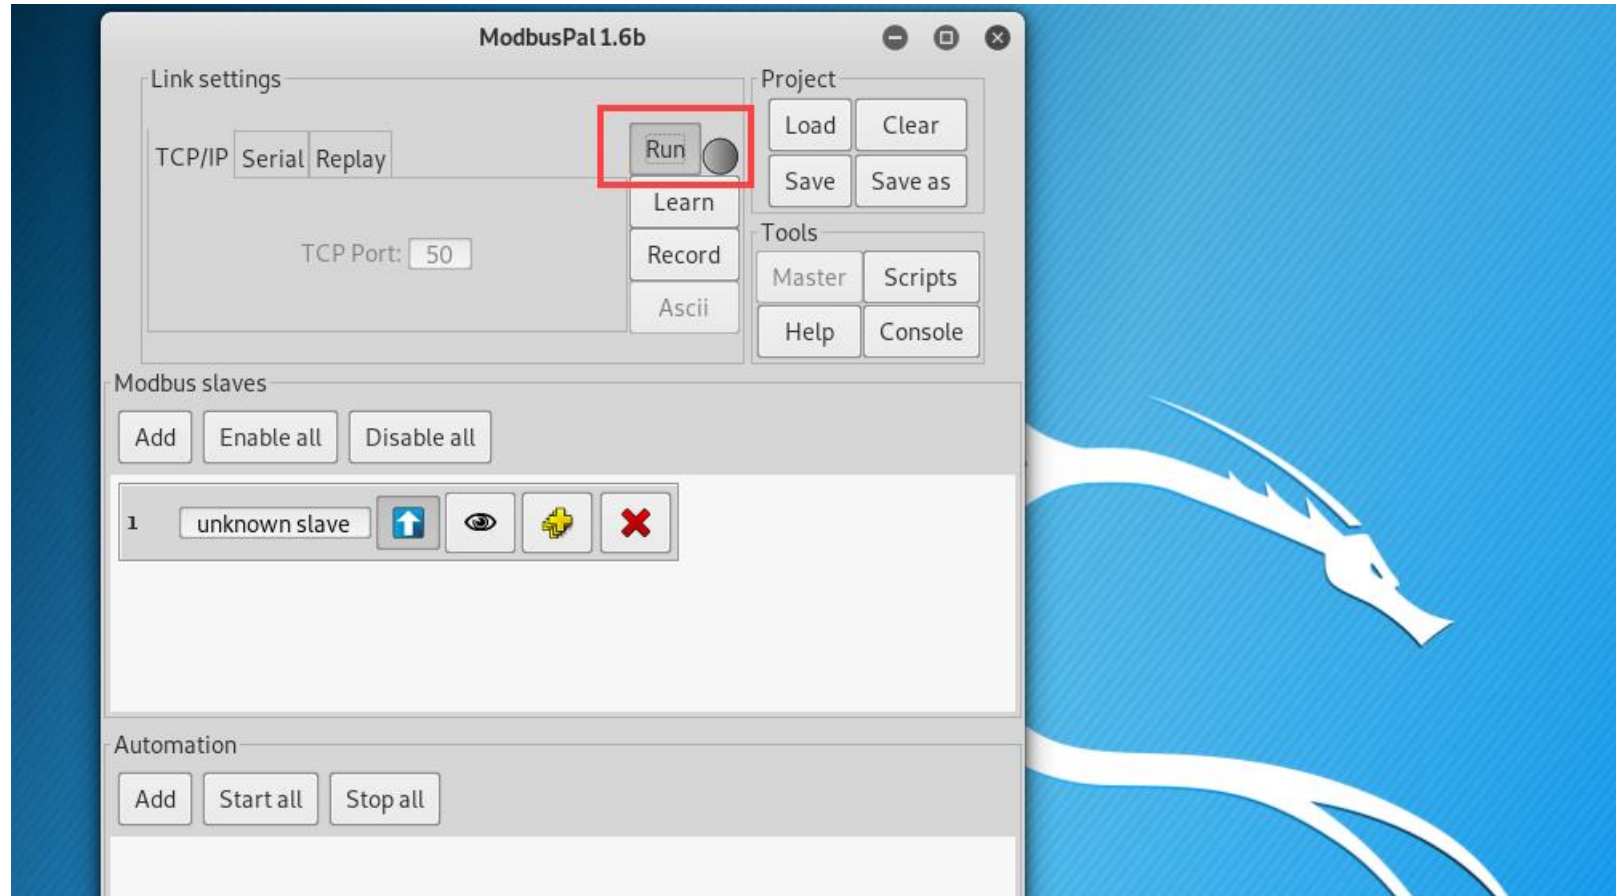 ModbusPal 1.6b
Link settings
TCP/IP Serial Replay
Run
Learn
Record
Ascii
TCP Port: 50
Project
Load Clear
Save Save as
Tools
Master Scripts
Help Console
Modbus slaves
Add Enable all Disable all
1 unknown slave
Automation
Add Start all Stop all